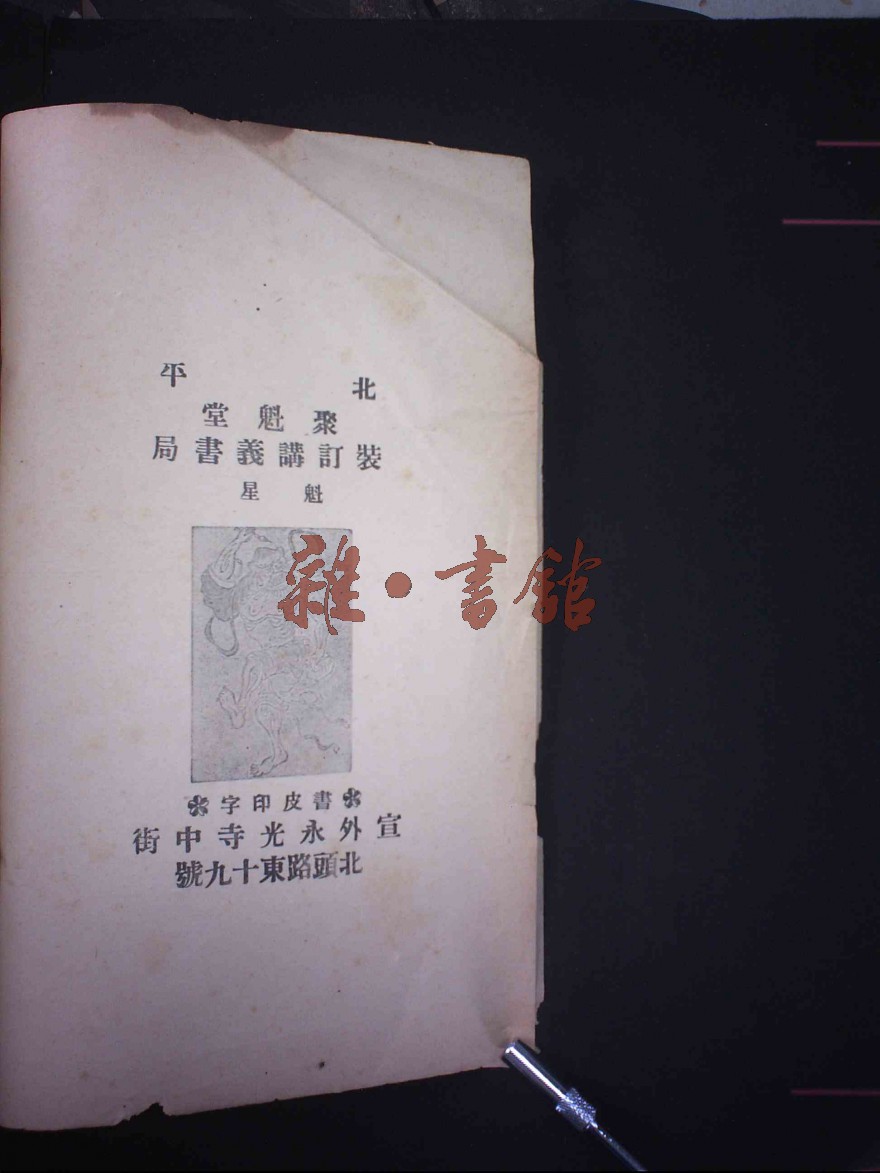 北平
聚魁堂
裝訂講義書局
魁星
雜·書館
書皮印字
宣外永光寺中街
北頭路東十九號